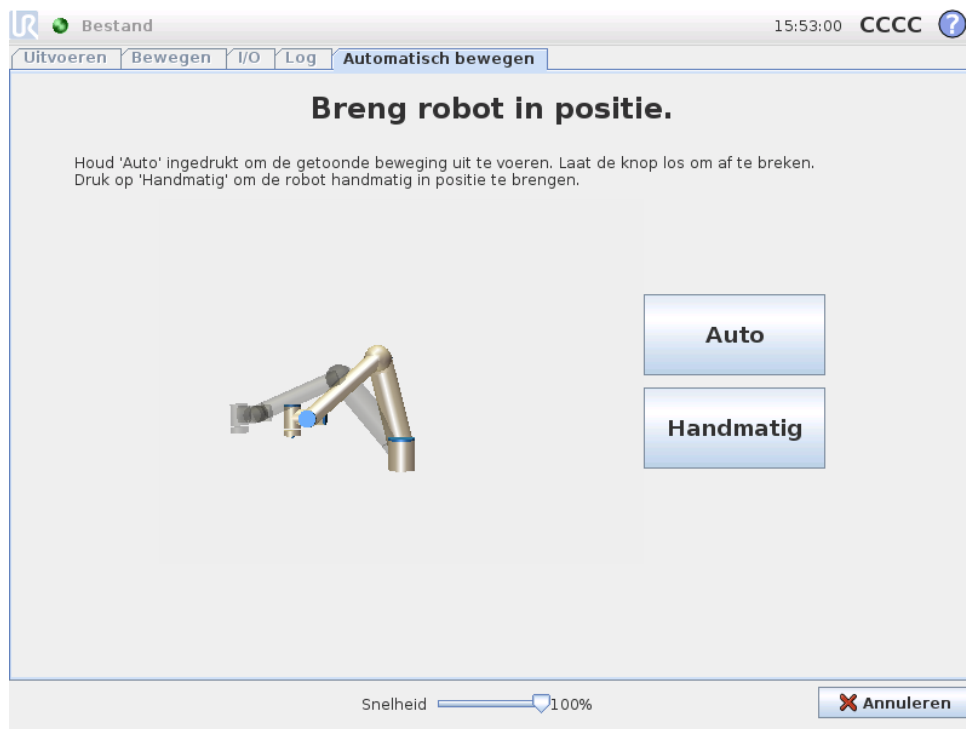 UR Bestand 15:53:00 CCCC ?
Uitvoeren Bewegen I/O Log Automatisch bewegen
Breng robot in positie.
Houd 'Auto' ingedrukt om de getoonde beweging uit te voeren. Laat de knop los om af te breken.
Druk op 'Handmatig' om de robot handmatig in positie te brengen.
Auto
Handmatig
Snelheid 100% Annuleren